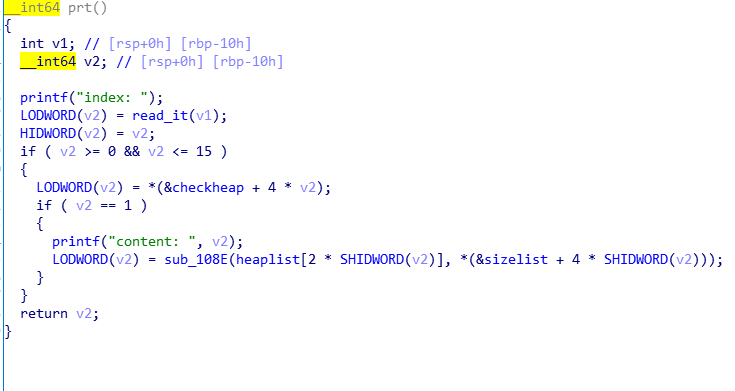 __int64 prt()
{
  int v1; // [rsp+0h] [rbp-10h]
  __int64 v2; // [rsp+0h] [rbp-10h]

  printf("index: ");
  LODWORD(v2) = read_it(v1);
  HIDWORD(v2) = v2;
  if ( v2 >= 0 && v2 <= 15 )
  {
    LODWORD(v2) = *(&checkheap + 4 * v2);
    if ( v2 == 1 )
    {
      printf("content: ", v2);
      LODWORD(v2) = sub_108E(heaplist[2 * SHIDWORD(v2)], *(&sizelist + 4 * SHIDWORD(v2)));
    }
  }
  return v2;
}